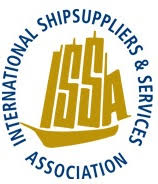 INTERNATIONAL SHIPSUPPLIERS & SERVICES
ASSOCIATION
ISSA